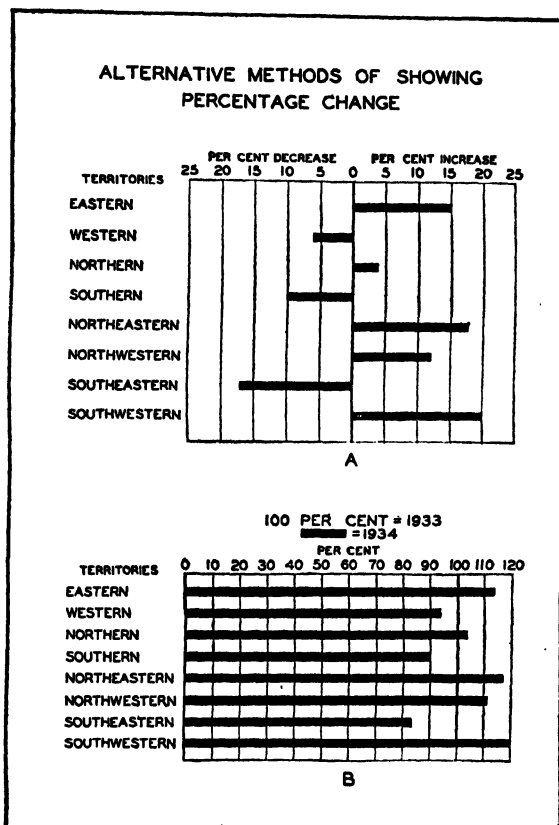 ALTERNATIVE METHODS OF SHOWING
PERCENTAGE CHANGE
PER CENT DECREASE PER CENT INCREASE
TERRITORIES 25 20 15 10 5 0 5 10 15 20 25
EASTERN
WESTERN
NORTHERN
SOUTHERN
NORTHEASTERN
NORTHWESTERN
SOUTHEASTERN
SOUTHWESTERN
A
100 PER CENT = 1933
= 1934
PER CENT
TERRITORIES 0 10 20 30 40 50 60 70 80 90 100 110 120
EASTERN
WESTERN
NORTHERN
SOUTHERN
NORTHEASTERN
NORTHWESTERN
SOUTHEASTERN
SOUTHWESTERN
B